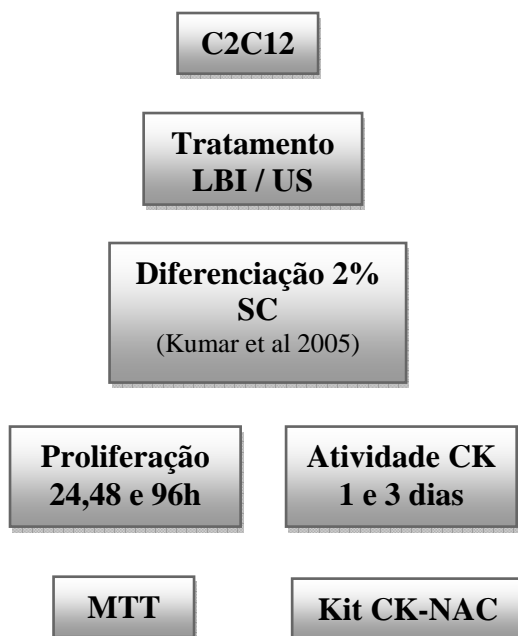 C2C12
Tratamento
LBI / US
Diferenciação 2%
SC
(Kumar et al 2005)
Proliferação
24,48 e 96h
Atividade CK
1 e 3 dias
MTT
Kit CK-NAC